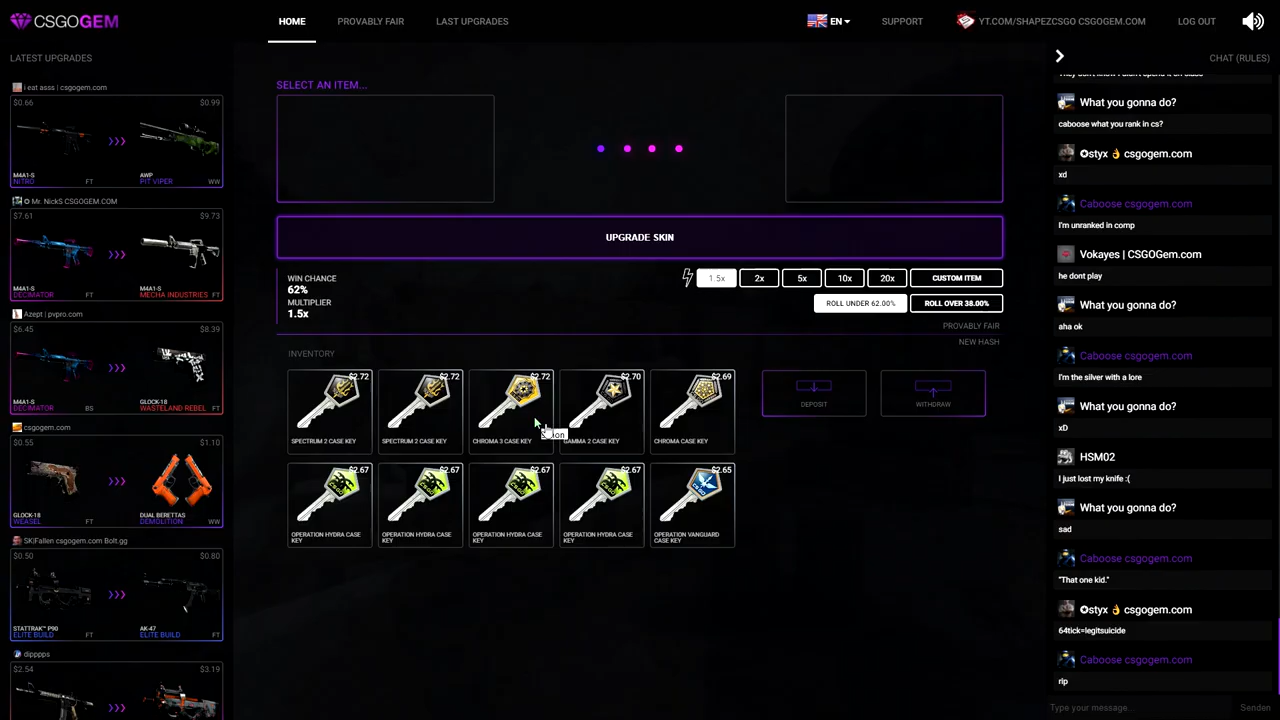 CSGOGEM
HOME
PROVABLY FAIR
LAST UPGRADES
EN
SUPPORT
YT.COM/SHAPEZCSGO CSGOGEM.COM
LOG OUT
LATEST UPGRADES
i eat asss | csgogem.com
$0.66
$0.99
M4A1-S
NITRO
FT
AWP
PIT VIPER
WW
✪ Mr. NickS CSGOGEM.COM
$7.61
$9.73
M4A1-S
DECIMATOR
FT
M4A1-S
MECHA INDUSTRIES
FT
Azept | pvpro.com
$6.45
$8.39
M4A1-S
DECIMATOR
BS
GLOCK-18
WASTELAND REBEL
FT
csgogem.com
$0.55
$1.10
GLOCK-18
WEASEL
FT
DUAL BERETTAS
DEMOLITION
WW
SK|Fallen csgogem.com Bolt.gg
$0.50
$0.80
STATTRAK™ P90
ELITE BUILD
FT
AK-47
ELITE BUILD
FT
dipppps
$2.54
$3.19
SELECT AN ITEM...
UPGRADE SKIN
WIN CHANCE
62%
MULTIPLIER
1.5x
1.5x
2x
5x
10x
20x
CUSTOM ITEM
ROLL UNDER 62.00%
ROLL OVER 38.00%
PROVABLY FAIR
NEW HASH
INVENTORY
$2.72
SPECTRUM 2 CASE KEY
$2.72
SPECTRUM 2 CASE KEY
$2.72
CHROMA 3 CASE KEY
$2.70
GAMMA 2 CASE KEY
$2.69
CHROMA CASE KEY
$2.67
OPERATION HYDRA CASE
KEY
$2.67
OPERATION HYDRA CASE
KEY
$2.67
OPERATION HYDRA CASE
KEY
$2.67
OPERATION HYDRA CASE
KEY
$2.65
OPERATION VANGUARD
CASE KEY
DEPOSIT
WITHDRAW
CHAT (RULES)
What you gonna do?
caboose what you rank in cs?
✪styx 👌 csgogem.com
xd
Caboose csgogem.com
I'm unranked in comp
Vokayes | CSGOGem.com
he dont play
What you gonna do?
aha ok
Caboose csgogem.com
I'm the silver with a lore
What you gonna do?
xD
HSM02
I just lost my knife :(
What you gonna do?
sad
Caboose csgogem.com
"That one kid."
✪styx 👌 csgogem.com
64tick=legitsuicide
Caboose csgogem.com
rip
Type your message..
Senden